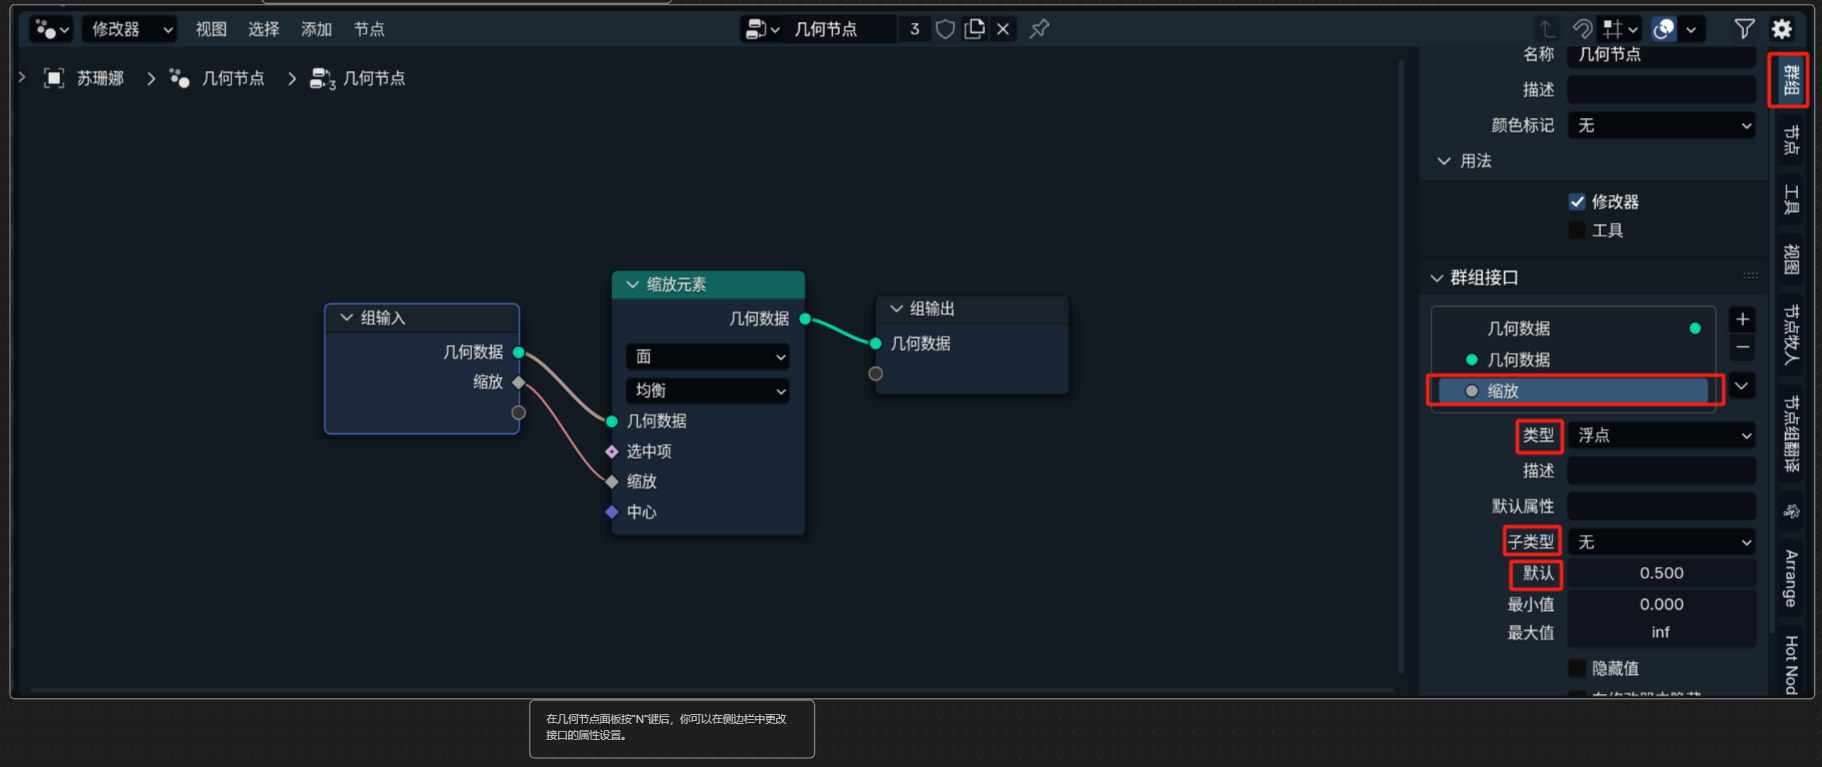 修改器
视图
选择
添加
节点
几何节点
3
苏珊娜
几何节点
3
几何节点
组输入
几何数据
缩放
缩放元素
几何数据
面
均衡
几何数据
选中项
缩放
中心
组输出
几何数据
名称
几何节点
描述
颜色标记
无
用法
修改器
工具
群组接口
几何数据
几何数据
缩放
类型
浮点
描述
默认属性
子类型
无
默认
0.500
最小值
0.000
最大值
inf
隐藏值
群组
节点
工具
视图
节点牧人
节点组翻译
Arrange
Hot Nod
在几何节点面板按"N"键后，你可以在侧边栏中更改
接口的属性设置。